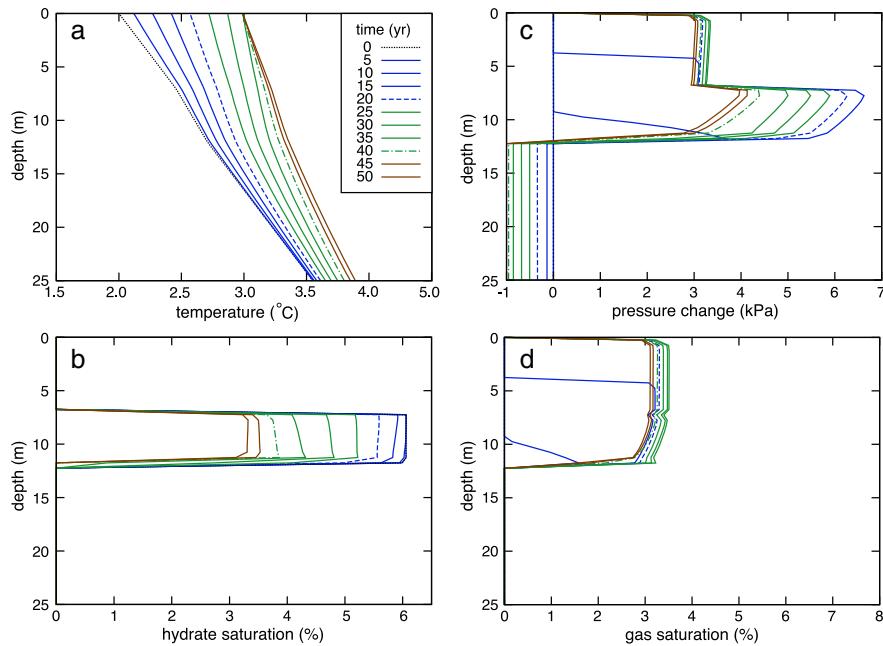 a
time (yr)
0
5
10
15
20
25
30
35
40
45
50
0
5
10
15
20
25
depth (m)
1.5 2.0 2.5 3.0 3.5 4.0 4.5 5.0
temperature (°C)
c
0
5
10
15
20
25
depth (m)
-1 0 1 2 3 4 5 6 7
pressure change (kPa)
b
0
5
10
15
20
25
depth (m)
0 1 2 3 4 5 6
hydrate saturation (%)
d
0
5
10
15
20
25
depth (m)
0 1 2 3 4 5 6 7 8
gas saturation (%)